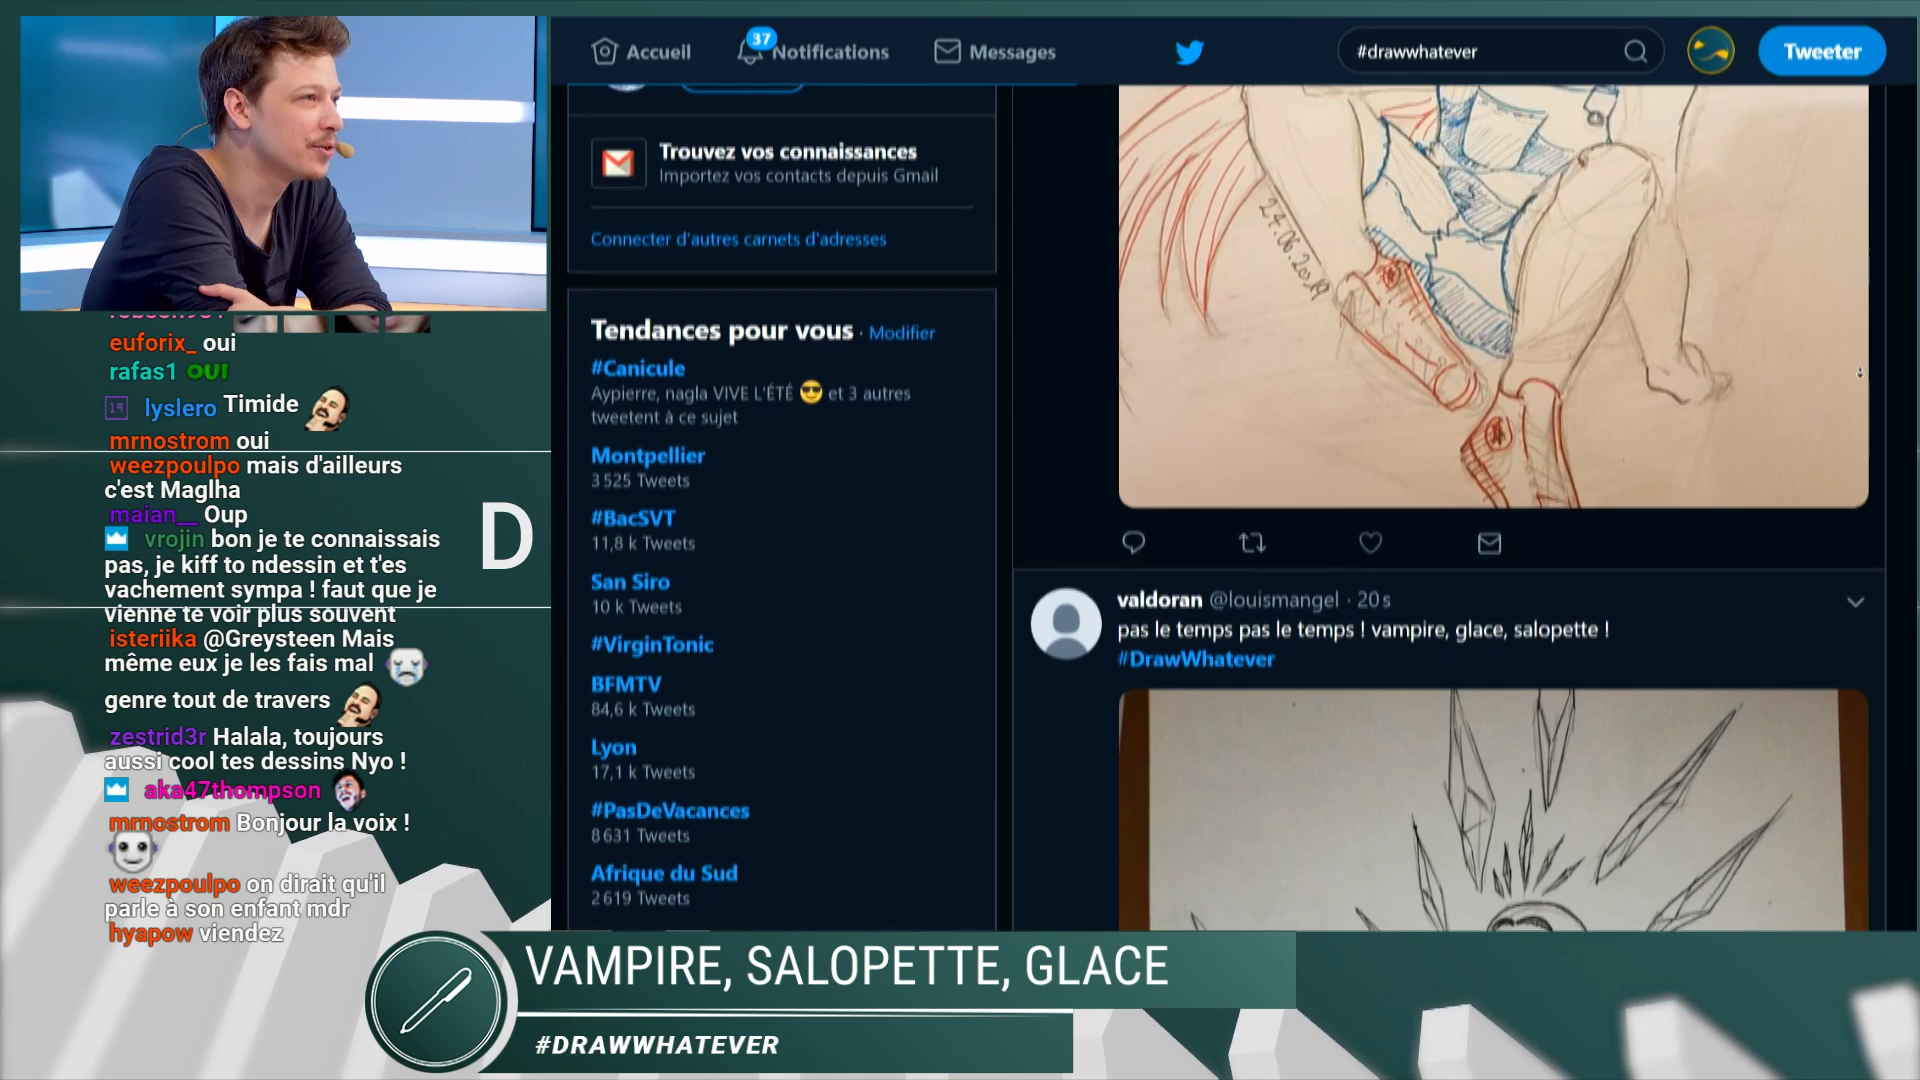 Accueil
37
Notifications
Messages
#drawwhatever
Tweeter
Trouvez vos connaissances
Importez vos contacts depuis Gmail
Connecter d'autres carnets d'adresses
Tendances pour vous · Modifier
#Canicule
Aypierre, nagla VIVE L'ÉTÉ 😎 et 3 autres
tweetent à ce sujet
Montpellier
3 525 Tweets
#BacSVT
11,8 k Tweets
San Siro
10 k Tweets
#VirginTonic
BFMTV
84,6 k Tweets
Lyon
17,1 k Tweets
#PasDeVacances
8 631 Tweets
Afrique du Sud
2 619 Tweets
24.06.2019
valdoran @louismangel · 20 s
pas le temps pas le temps ! vampire, glace, salopette !
#DrawWhatever
euforix_ oui
rafas1 OUI
19 lyslero Timide
mrnostrom oui
weezpoulpo mais d'ailleurs
c'est Maglha
maian__ Oup
vrojin bon je te connaissais
pas, je kiff to ndessin et t'es
vachement sympa ! faut que je
vienne te voir plus souvent
isteriika @Greysteen Mais
même eux je les fais mal
genre tout de travers
zestrid3r Halala, toujours
aussi cool tes dessins Nyo !
aka47thompson
mrnostrom Bonjour la voix !
weezpoulpo on dirait qu'il
parle à son enfant mdr
hyapow viendez
D
VAMPIRE, SALOPETTE, GLACE
#DRAWWHATEVER